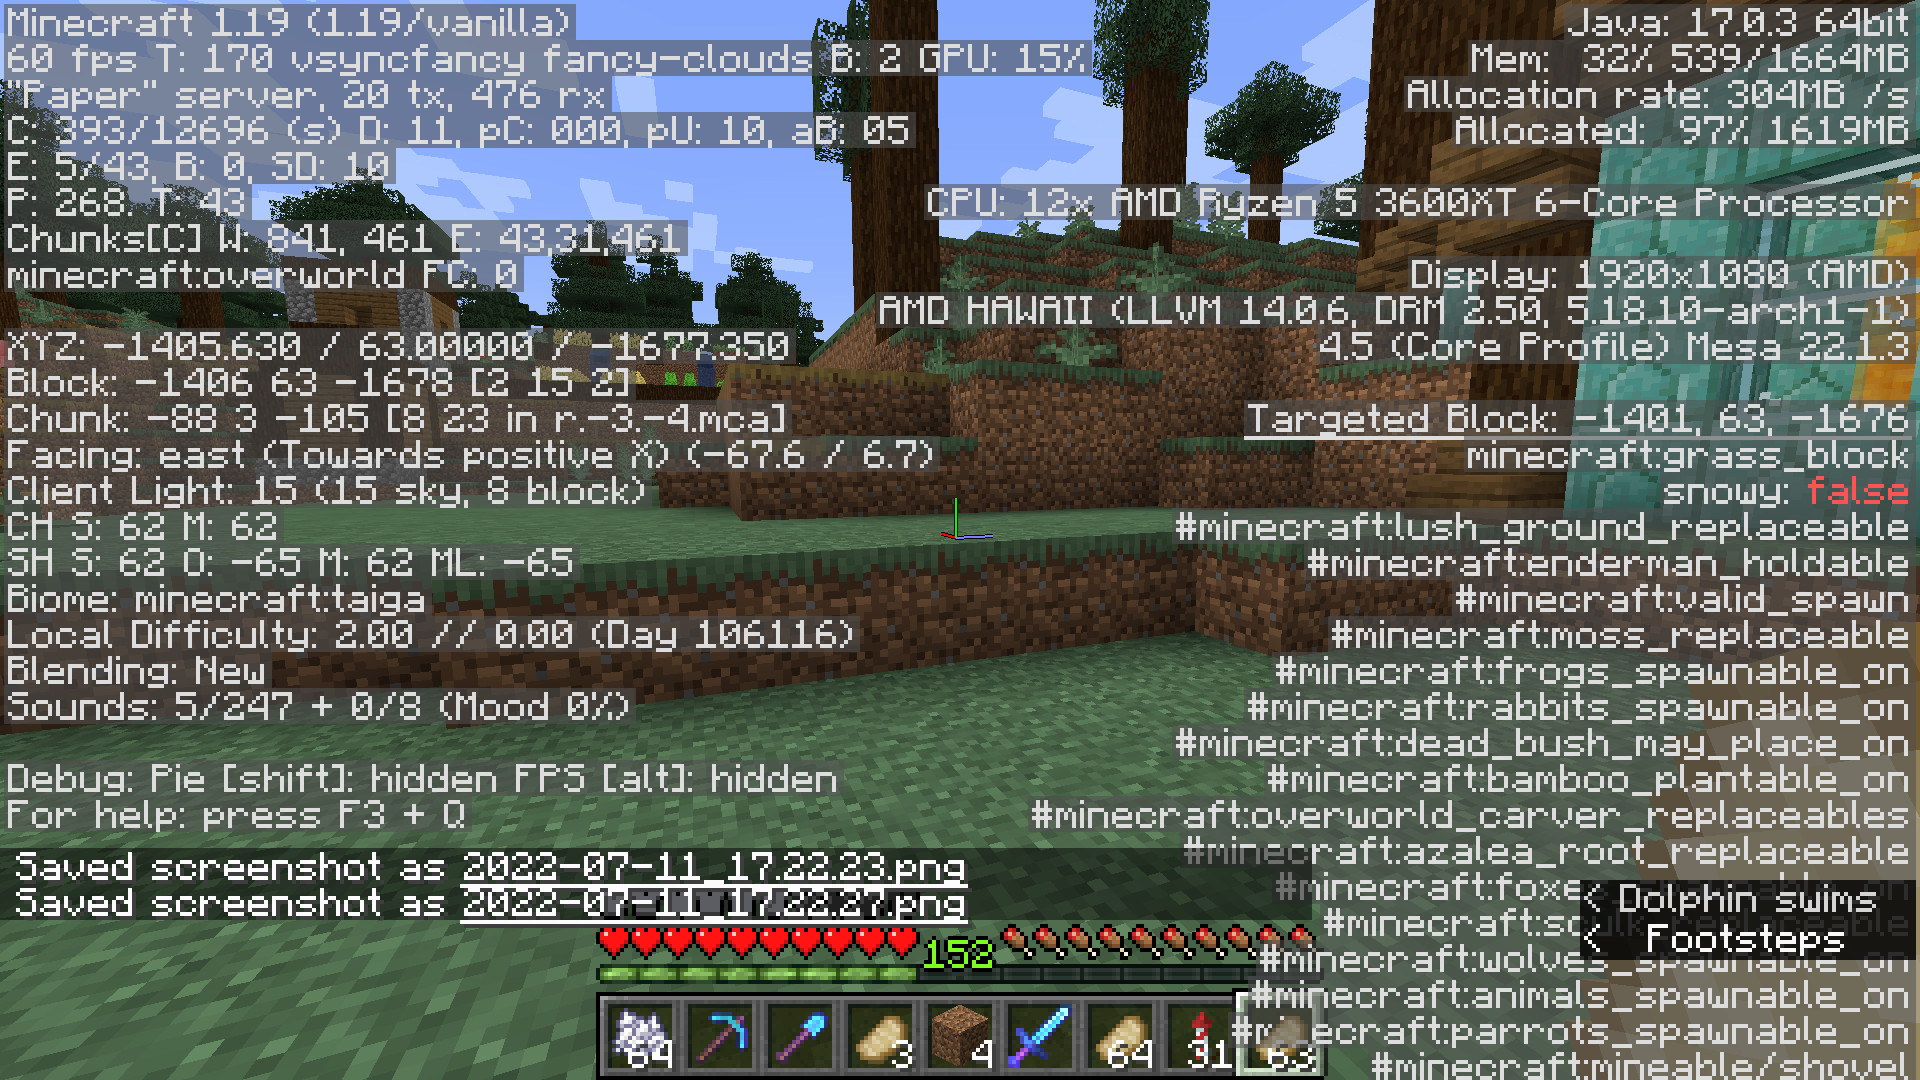 Minecraft 1.19 (1.19/vanilla)
60 fps T: 170 vsyncfancy fancy-clouds B: 2 GPU: 15%
"Paper" server, 20 tx, 476 rx
C: 393/12696 (s) D: 11, pC: 000, pU: 10, aB: 05
E: 5/43, B: 0, SD: 10
P: 268. T: 43
Chunks[C] W: 841, 461 E: 43,31,461
minecraft:overworld FC: 0
XYZ: -1405.630 / 63.00000 / -1677.350
Block: -1406 63 -1678 [2 15 2]
Chunk: -88 3 -105 [8 23 in r.-3.-4.mca]
Facing: east (Towards positive X) (-67.6 / 6.7)
Client Light: 15 (15 sky, 8 block)
CH S: 62 M: 62
SH S: 62 O: -65 M: 62 ML: -65
Biome: minecraft:taiga
Local Difficulty: 2.00 // 0.00 (Day 106116)
Blending: New
Sounds: 5/247 + 0/8 (Mood 0%)
Debug: Pie [shift]: hidden FPS [alt]: hidden
For help: press F3 + Q
Java: 17.0.3 64bit
Mem: 32% 539/1664MB
Allocation rate: 304MB /s
Allocated: 97% 1619MB
CPU: 12x AMD Ryzen 5 3600XT 6-Core Processor
Display: 1920x1080 (AMD)
AMD HAWAII (LLVM 14.0.6, DRM 2.50, 5.18.10-arch1-1)
4.5 (Core Profile) Mesa 22.1.3
Targeted Block: -1401, 63, -1676
minecraft:grass_block
snowy: false
#minecraft:lush_ground_replaceable
#minecraft:enderman_holdable
#minecraft:valid_spawn
#minecraft:moss_replaceable
#minecraft:frogs_spawnable_on
#minecraft:rabbits_spawnable_on
#minecraft:dead_bush_may_place_on
#minecraft:bamboo_plantable_on
#minecraft:overworld_carver_replaceables
#minecraft:azalea_root_replaceable
#minecraft:foxes
#minecraft:sculk
#minecraft:wolves_spawnable_on
#minecraft:animals_spawnable_on
#minecraft:parrots_spawnable_on
#minecraft:mineable/shovel
Saved screenshot as 2022-07-11_17.22.23.png
Saved screenshot as 2022-07-11_17.22.27.png
< Dolphin swims
< Footsteps
152
64 3 4 64 31 63